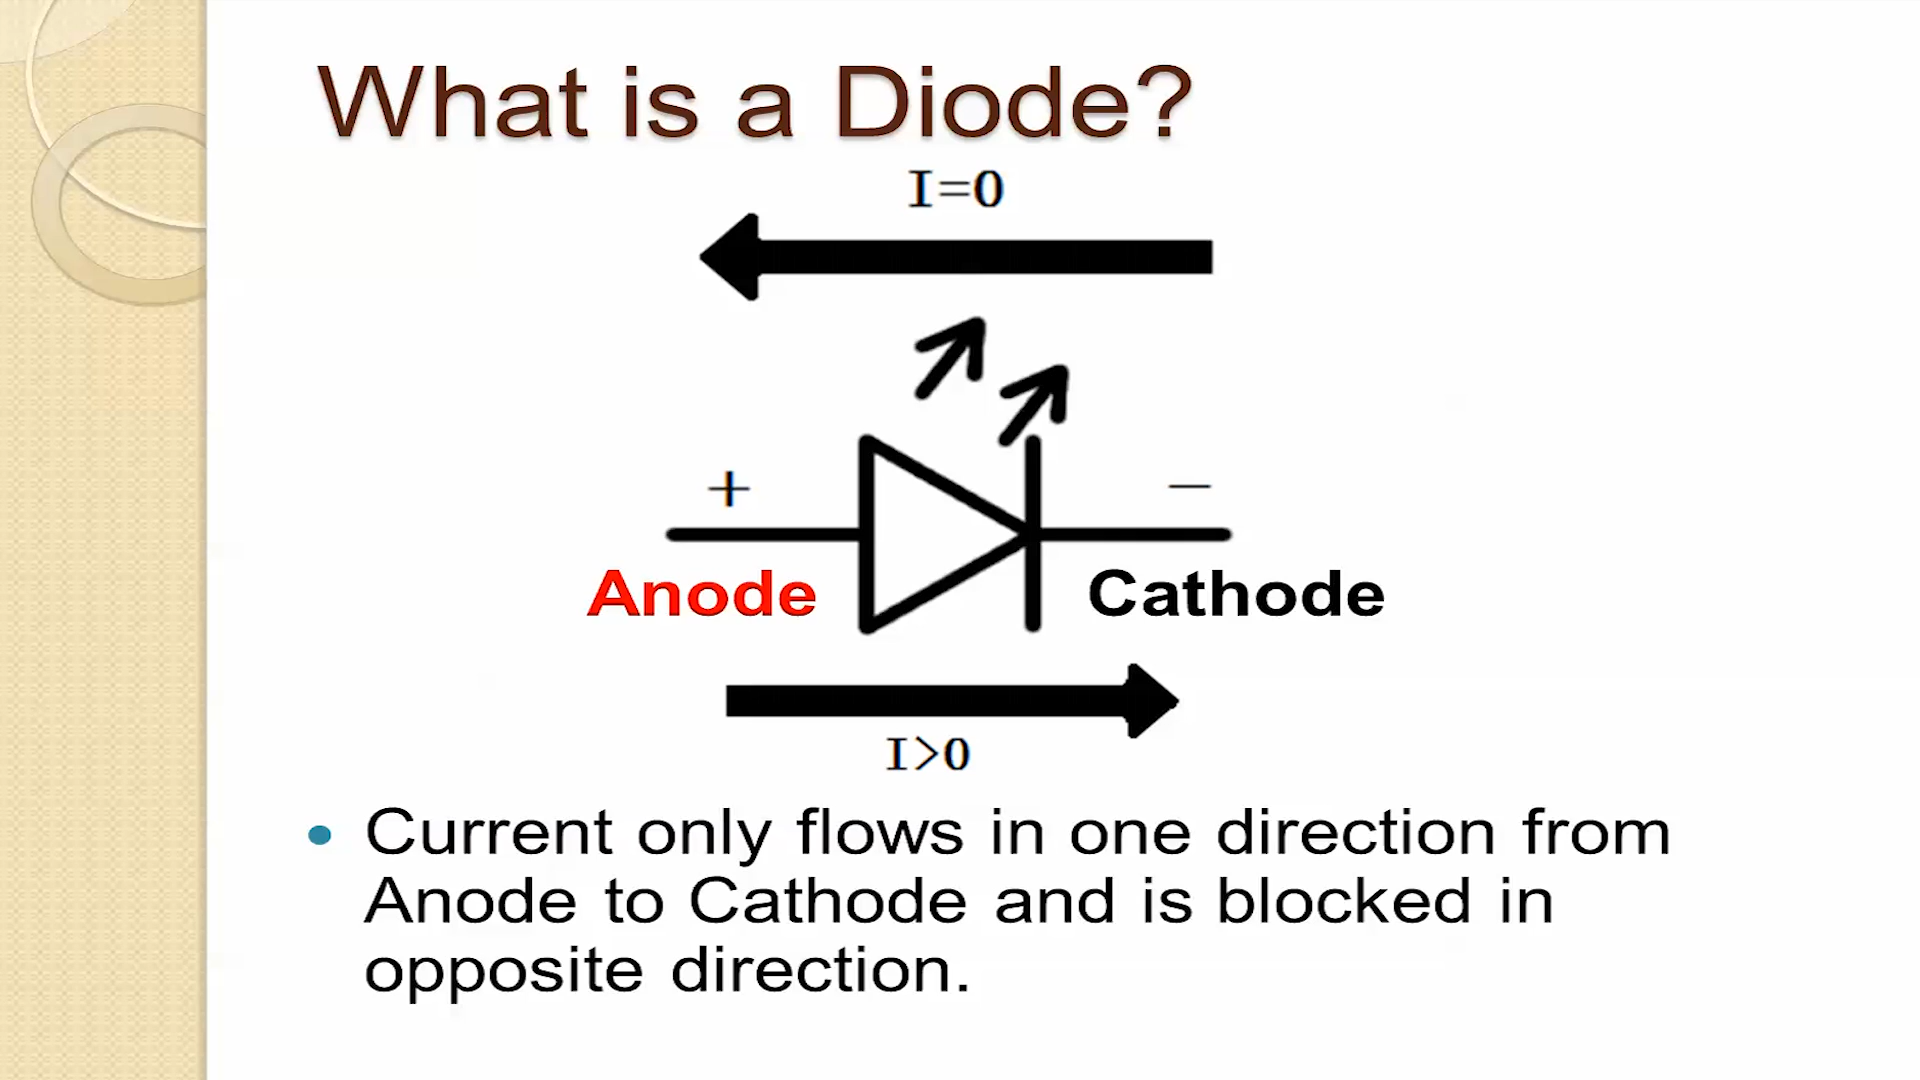 What is a Diode?
I=0
+ −
Anode Cathode
I>0
• Current only flows in one direction from
Anode to Cathode and is blocked in
opposite direction.